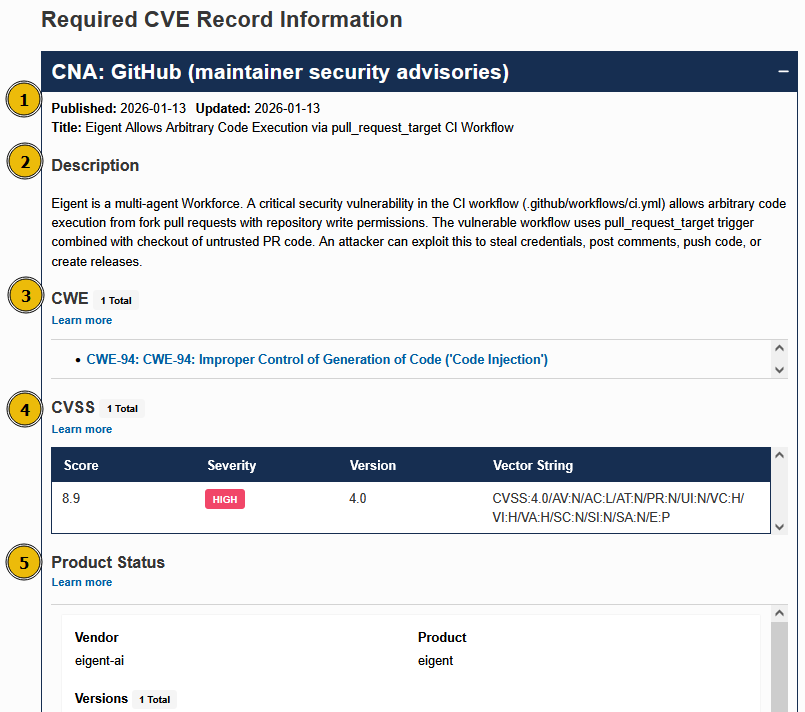 Required CVE Record Information
CNA: GitHub (maintainer security advisories)
–
1
Published: 2026-01-13 Updated: 2026-01-13
Title: Eigent Allows Arbitrary Code Execution via pull_request_target CI Workflow
2
Description
Eigent is a multi-agent Workforce. A critical security vulnerability in the CI workflow (.github/workflows/ci.yml) allows arbitrary code
execution from fork pull requests with repository write permissions. The vulnerable workflow uses pull_request_target trigger
combined with checkout of untrusted PR code. An attacker can exploit this to steal credentials, post comments, push code, or
create releases.
3
CWE 1 Total
Learn more
• CWE-94: CWE-94: Improper Control of Generation of Code ('Code Injection')
4
CVSS 1 Total
Learn more
Score Severity Version Vector String
8.9 HIGH 4.0 CVSS:4.0/AV:N/AC:L/AT:N/PR:N/UI:N/VC:H/
VI:H/VA:H/SC:N/SI:N/SA:N/E:P
5
Product Status
Learn more
Vendor Product
eigent-ai eigent
Versions 1 Total